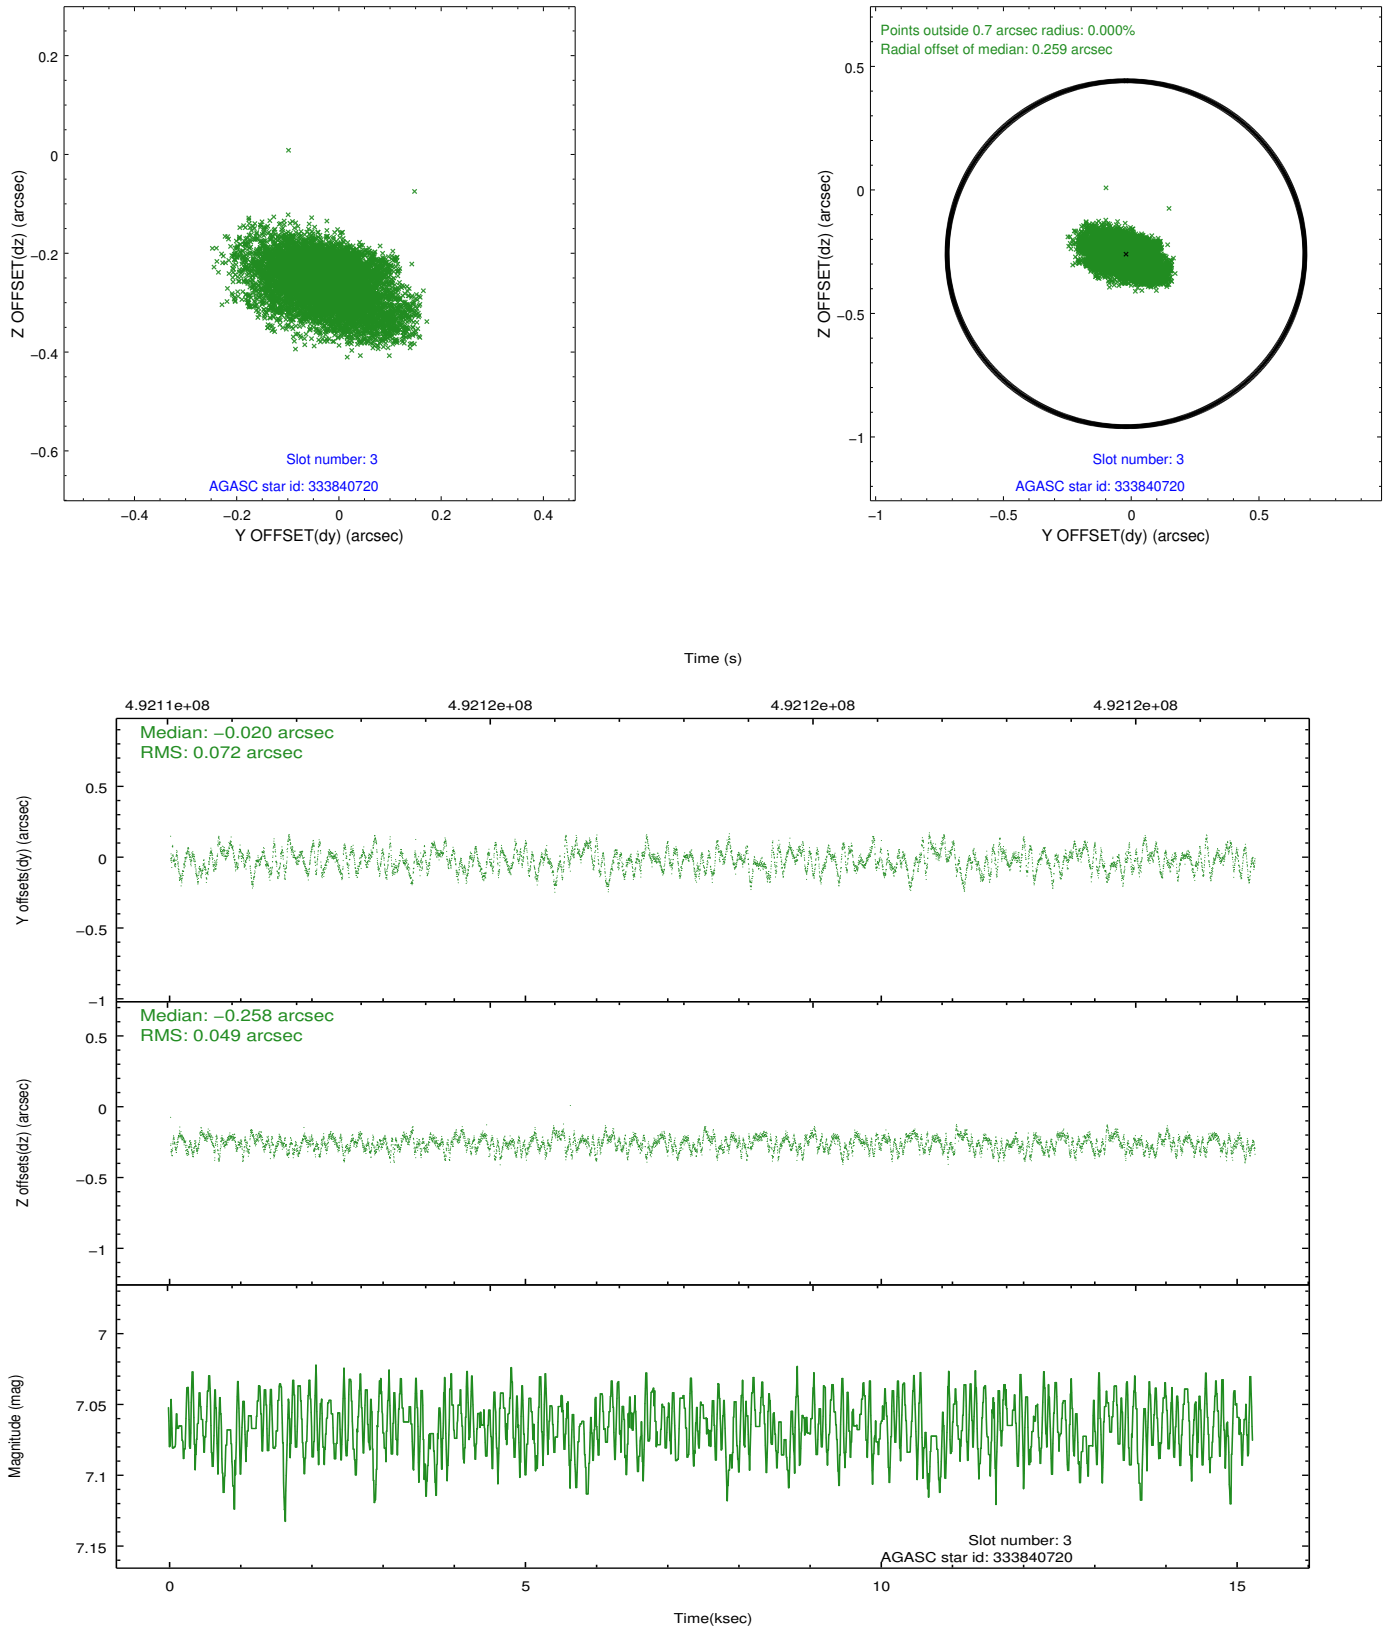 0.2
0
−0.2
−0.4
−0.6
Z OFFSET(dz) (arcsec)
Slot number: 3
AGASC star id: 333840720
−0.4 −0.2 0 0.2 0.4
Y OFFSET(dy) (arcsec)
Points outside 0.7 arcsec radius: 0.000%
Radial offset of median: 0.259 arcsec
0.5
0
−0.5
−1
Z OFFSET(dz) (arcsec)
Slot number: 3
AGASC star id: 333840720
−1 −0.5 0 0.5
Y OFFSET(dy) (arcsec)
Time (s)
4.9211e+08 4.9212e+08 4.9212e+08 4.9212e+08
Median: −0.020 arcsec
RMS: 0.072 arcsec
0.5
0
−0.5
−1
Y offsets(dy) (arcsec)
Median: −0.258 arcsec
RMS: 0.049 arcsec
0.5
0
−0.5
−1
Z offsets(dz) (arcsec)
7
7.05
7.1
7.15
Magnitude (mag)
Slot number: 3
AGASC star id: 333840720
0 5 10 15
Time(ksec)